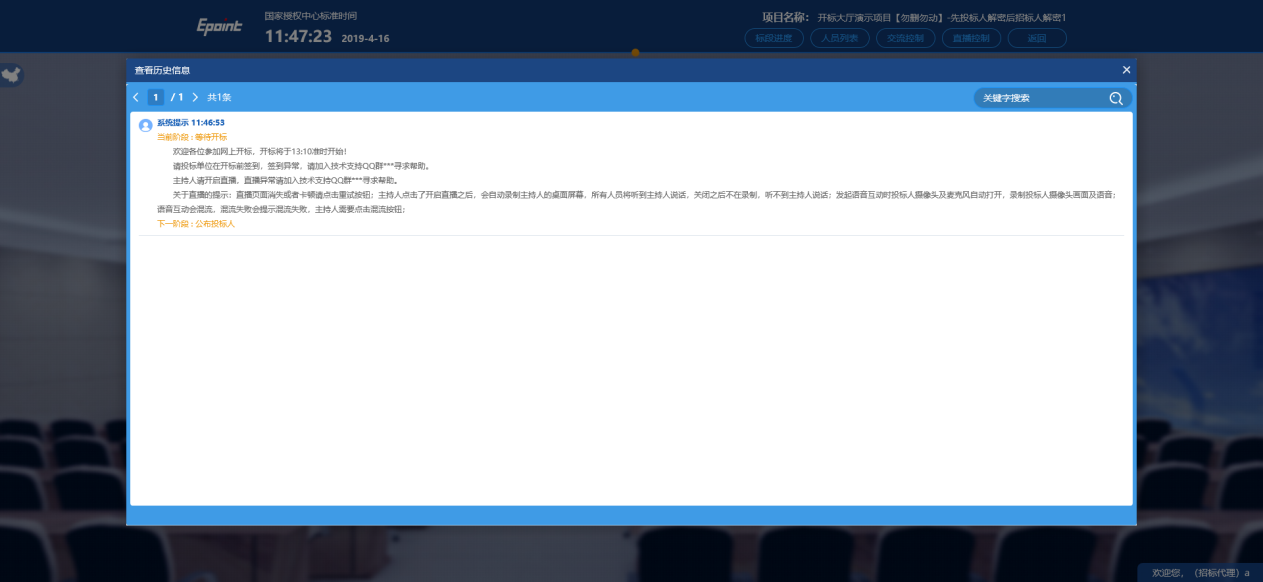 Epoint
国家授权中心标准时间
11:47:23 2019-4-16
项目名称: 开标大厅演示项目【勿删勿动】-先投标人解密后招标人解密1
标段进度 人员列表 交流控制 直播控制 返回
查看历史信息
1 / 1 共1条
关键字搜索
系统提示 11:46:53
当前阶段 : 等待开标
欢迎各位参加网上开标，开标将于13:10准时开始!
请投标单位在开标前签到，签到异常，请加入技术支持QQ群***寻求帮助。
主持人请开启直播，直播异常请加入技术支持QQ群***寻求帮助。
关于直播的提示：直播页面消失或者卡顿请点击重试按钮；主持人点击了开启直播之后，会自动录制主持人的桌面屏幕，所有人员将听到主持人说话，关闭之后不在录制，听不到主持人说话；发起语音互动时投标人摄像头及麦克风自动打开，录制投标人摄像头画面及语音；
语音互动会混流，混流失败会提示混流失败，主持人需要点击混流按钮；
下一阶段 : 公布投标人
欢迎您，（招标代理）a